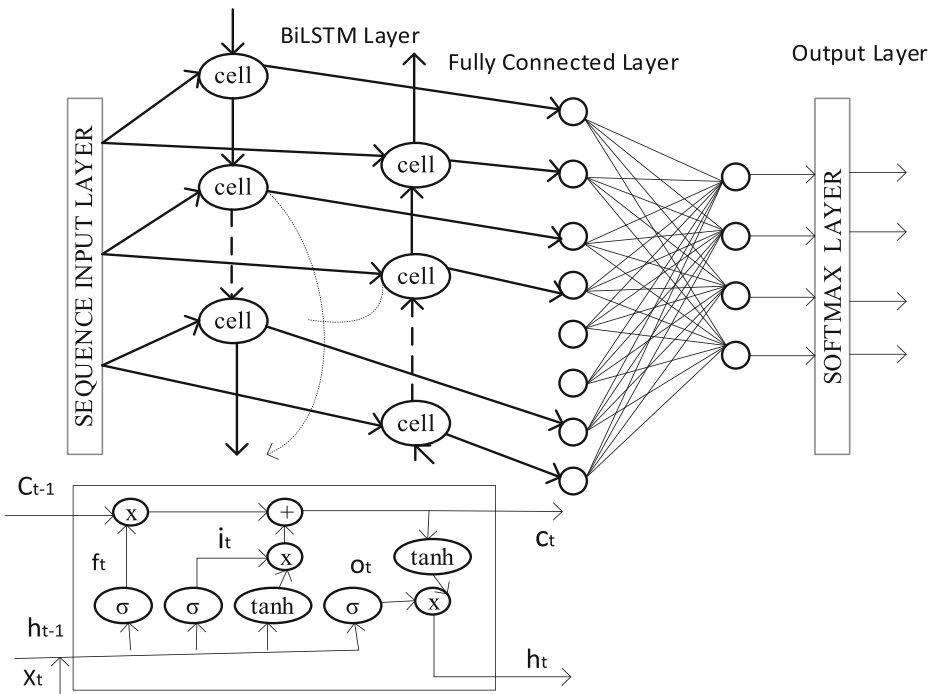 BiLSTM Layer
Fully Connected Layer
Output Layer
SEQUENCE INPUT LAYER
cell
cell
cell
cell
cell
cell
SOFTMAX LAYER
Ct-1
x
+
ct
ft
it
x
ot
tanh
σ
σ
tanh
σ
x
ht-1
Xt
ht